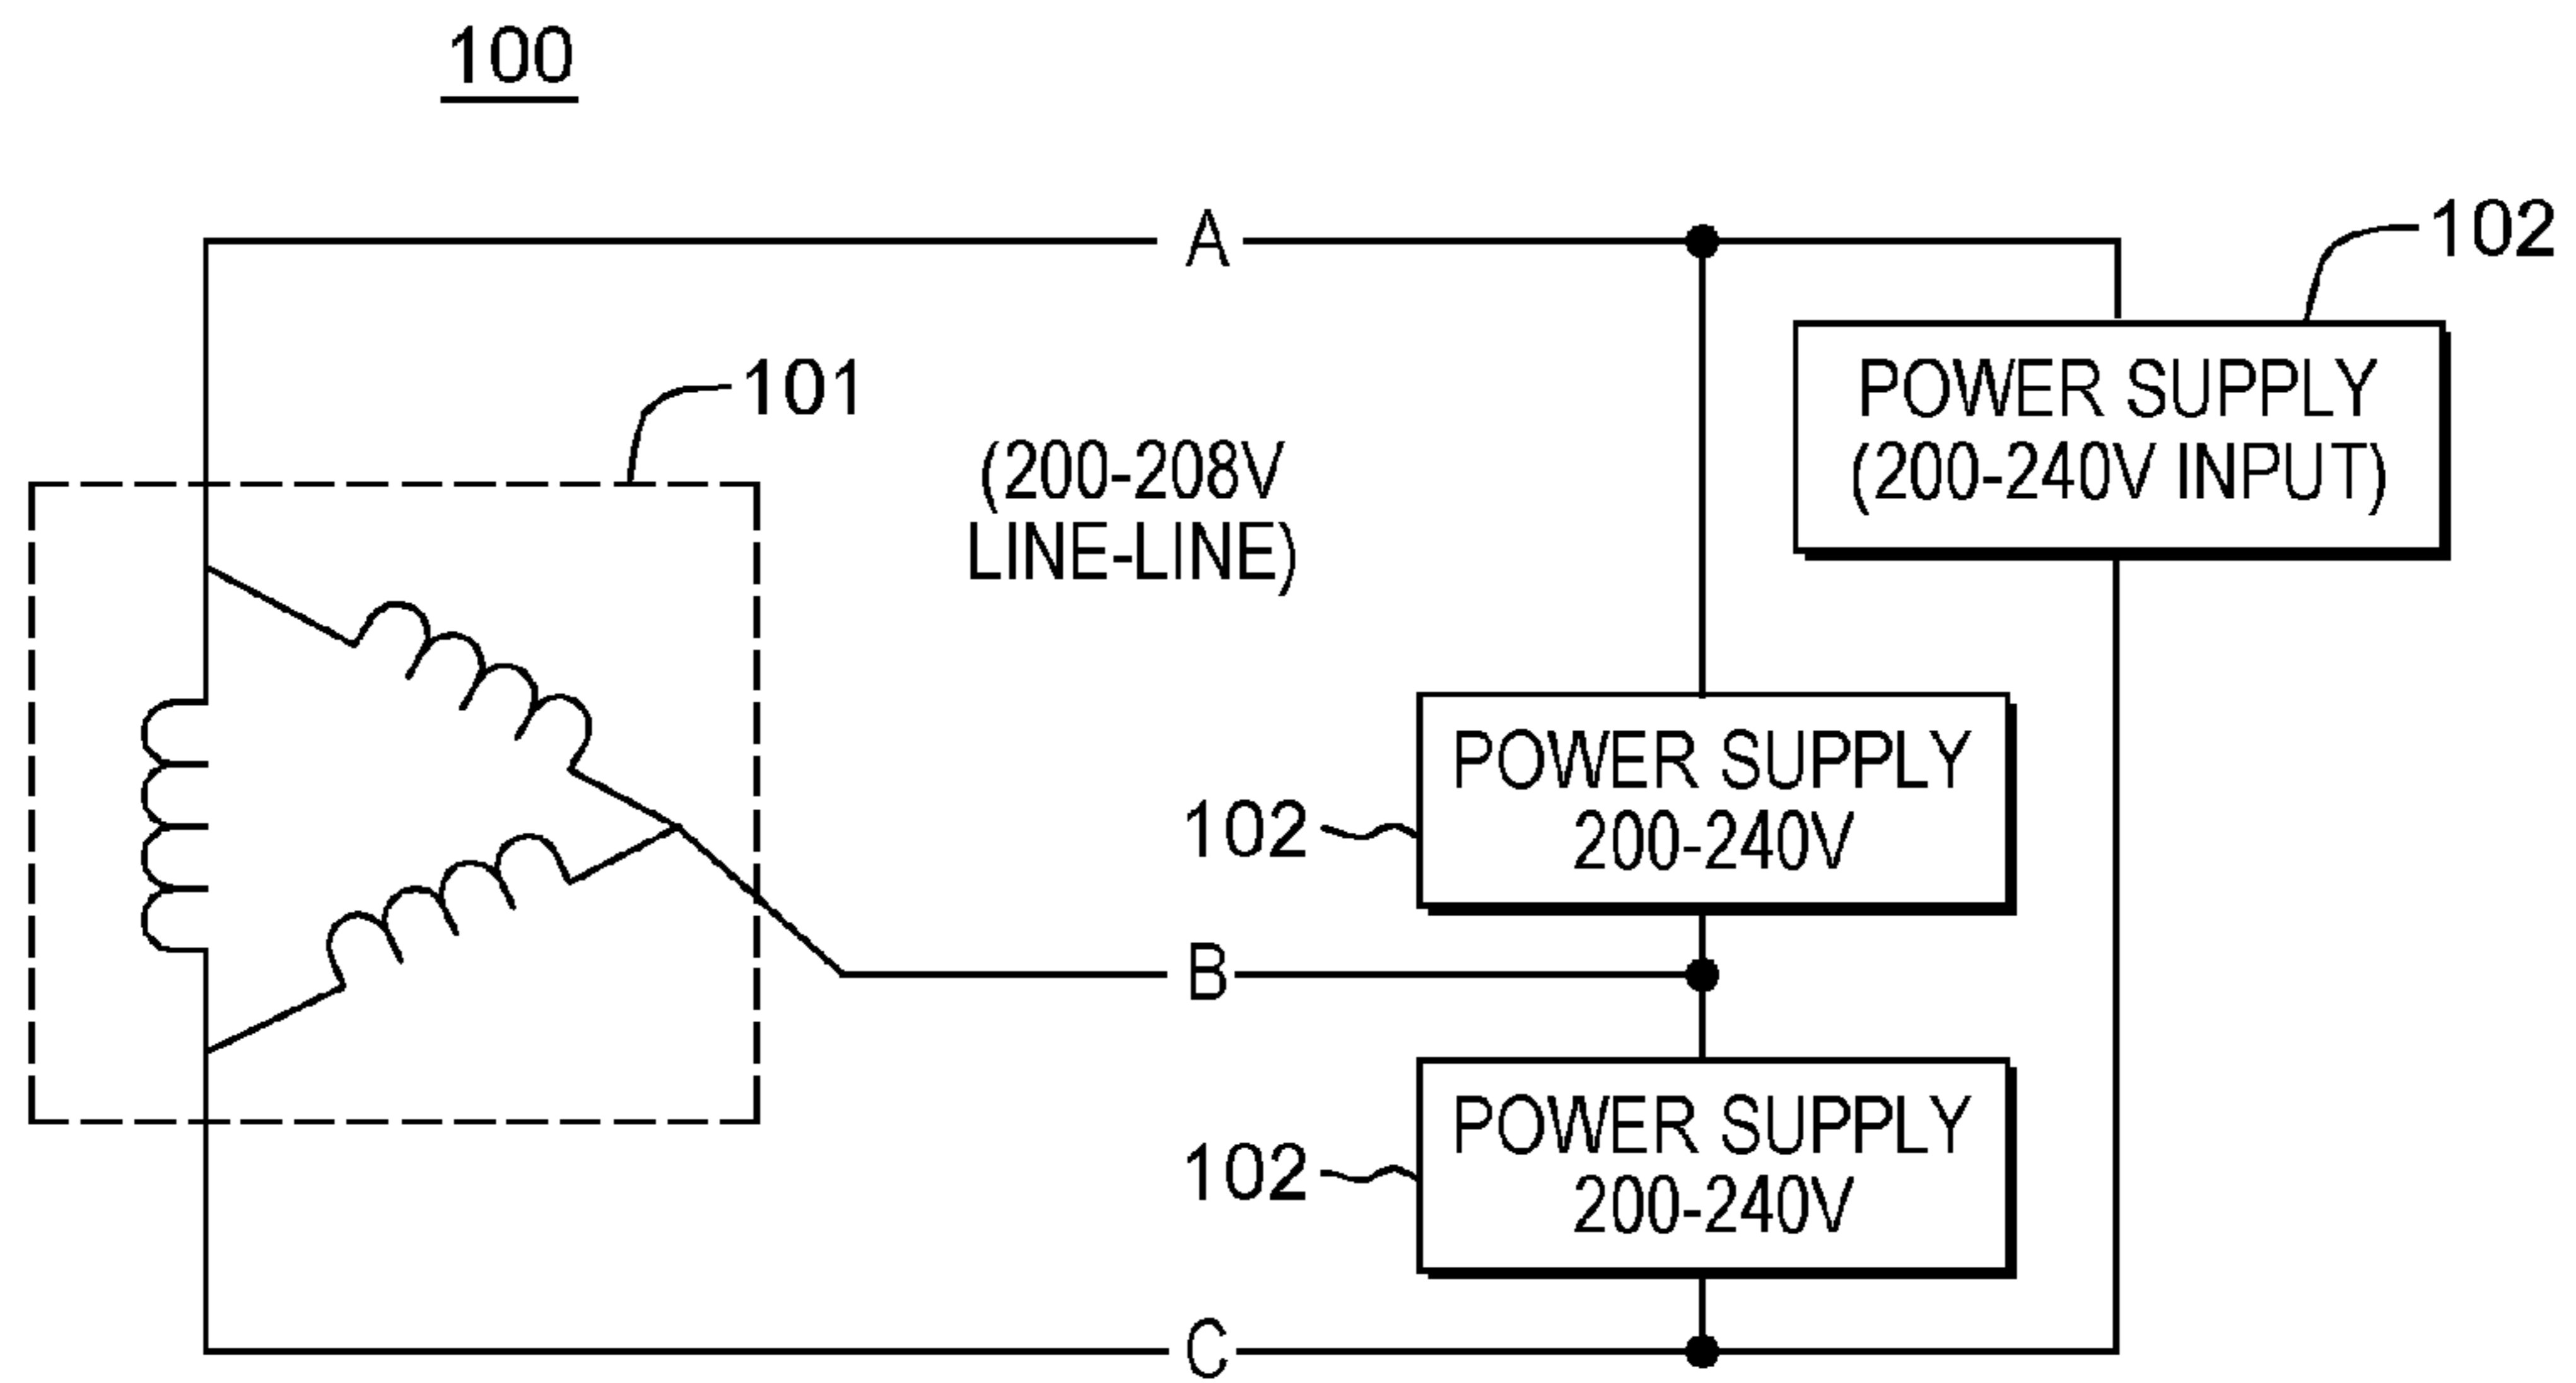 100
A
102
101
POWER SUPPLY
(200-240V INPUT)
(200-208V
LINE-LINE)
POWER SUPPLY
200-240V
102
B
POWER SUPPLY
200-240V
102
C